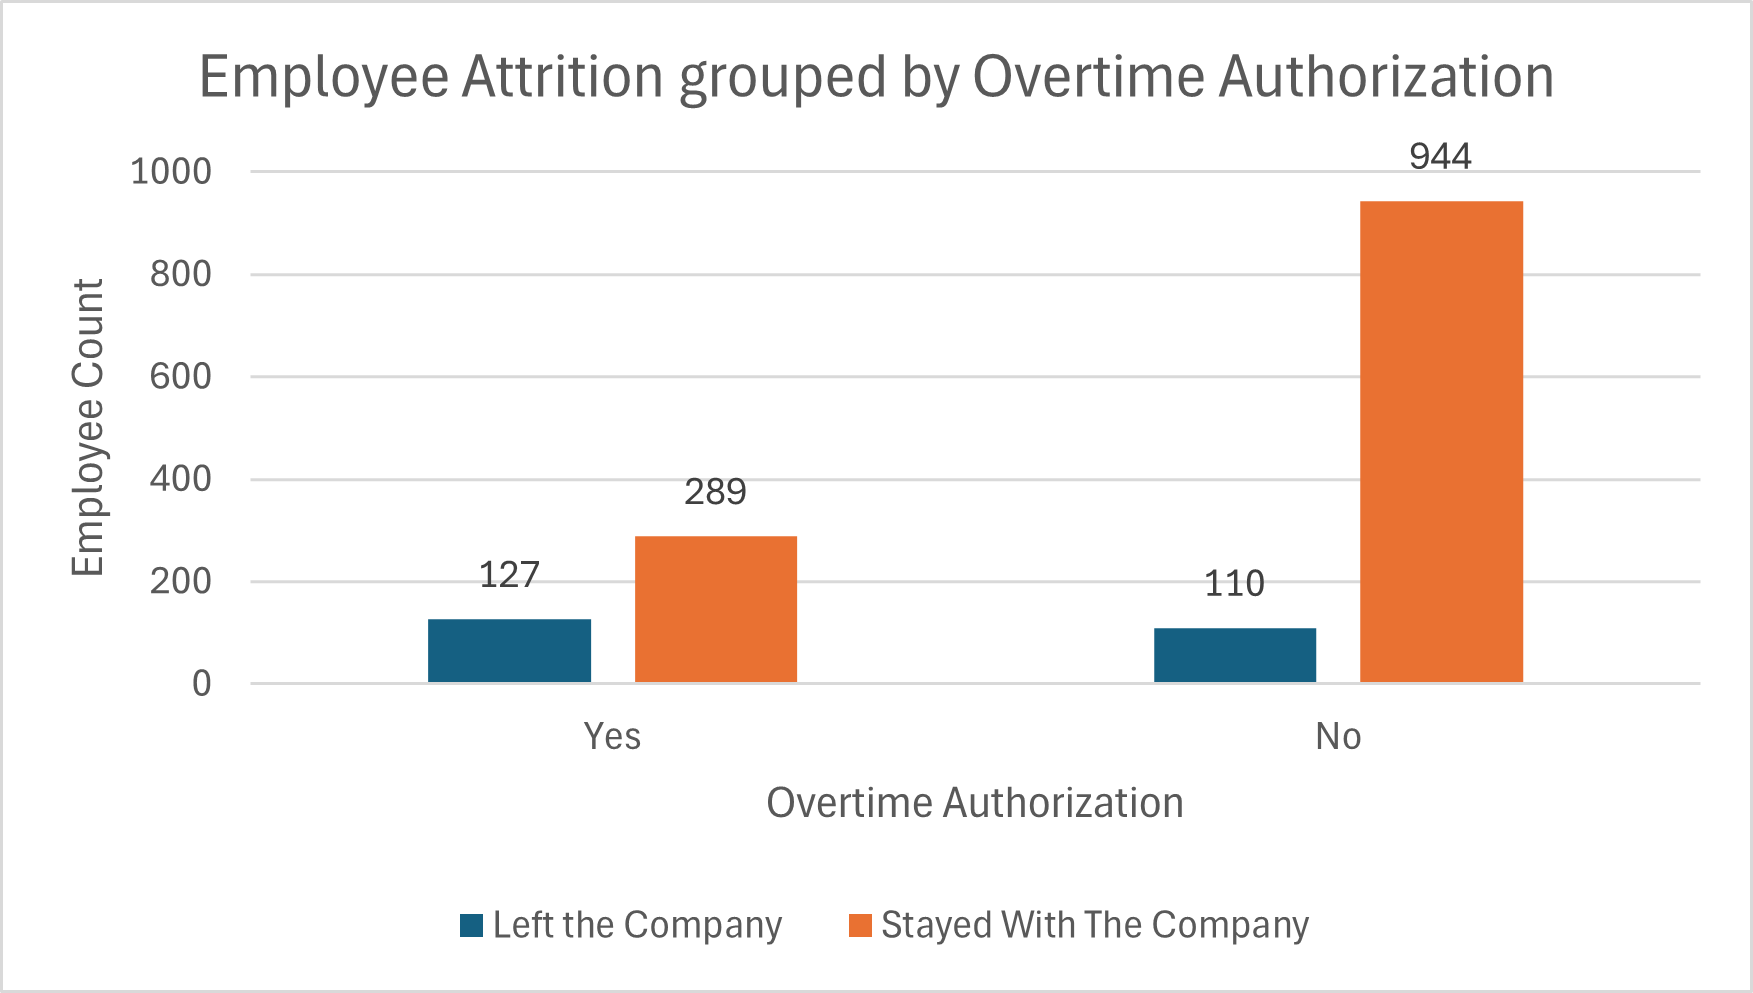 Employee Attrition grouped by Overtime Authorization
944
1000
800
600
400
200
0
Employee Count
289
127
110
Yes
No
Overtime Authorization
Left the Company
Stayed With The Company